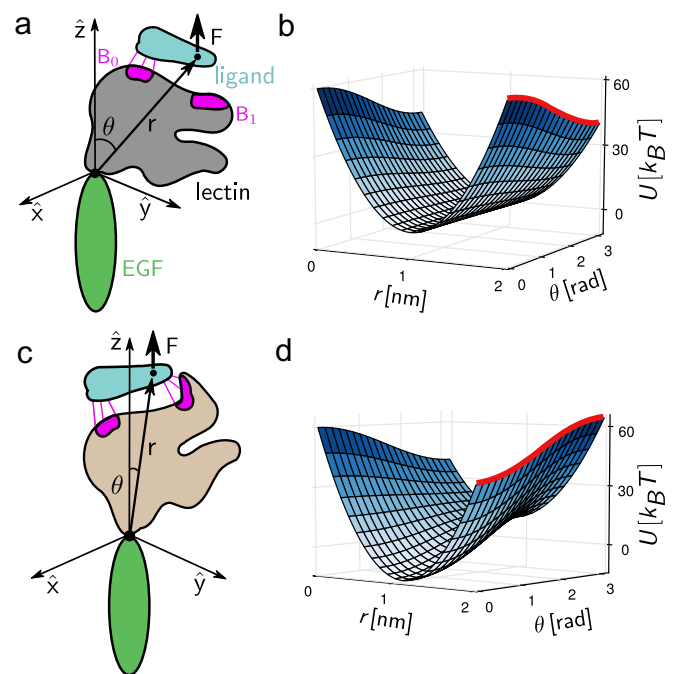 a
ẑ
F
B₀
ligand
θ
r
B₁
lectin
x̂
ŷ
EGF
b
60
30
0
U [k_BT]
0
1
2
r [nm]
0
1
2
3
θ [rad]
c
ẑ
F
r
θ
x̂
ŷ
d
60
30
0
U [k_BT]
0
1
2
r [nm]
0
1
2
3
θ [rad]